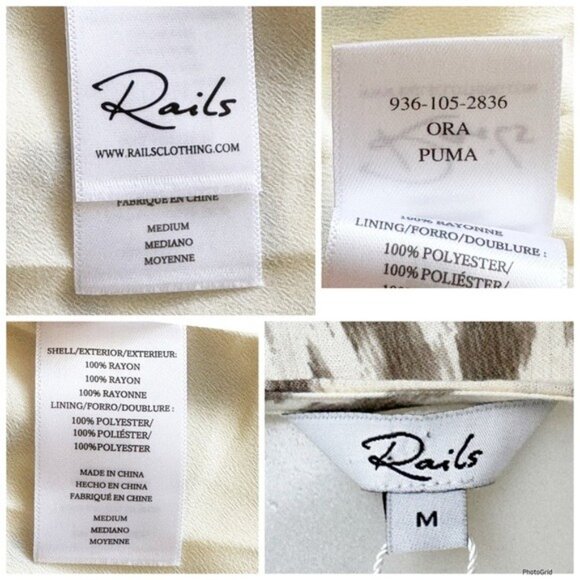 Rails
WWW.RAILSCLOTHING.COM
FABRIQUÉ EN CHINE
MEDIUM
MEDIANO
MOYENNE
936-105-2836
ORA
PUMA
100% RAYONNE
LINING/FORRO/DOUBLURE :
100% POLYESTER/
100% POLIÉSTER/
SHELL/EXTERIOR/EXTERIEUR:
100% RAYON
100% RAYON
100% RAYON
LINING/FORRO/DOUBLURE :
100% POLYESTER/
100% POLIÉSTER/
100%POLYESTER
MADE IN CHINA
HECHO EN CHINA
FABRIQUÉ EN CHINE
MEDIUM
MEDIANO
MOYENNE
Rails
M
PhotoGrid